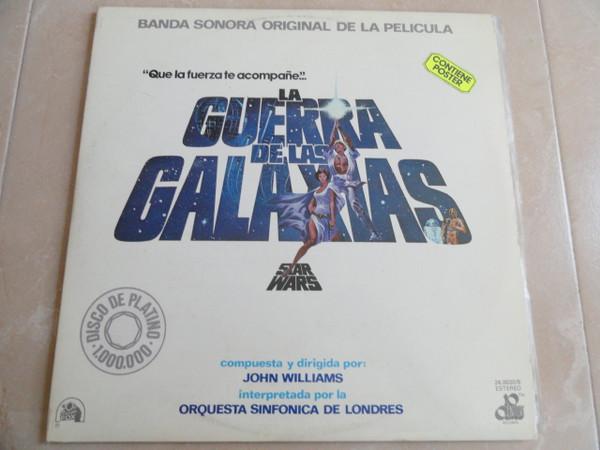 BANDA SONORA ORIGINAL DE LA PELICULA
CONTIENE
POSTER
"Que la fuerza te acompañe"...
LA
GUERRA
DE LAS
GALAXIAS
STAR
WARS
DISCO DE PLATINO
1.000.000
compuesta y dirigida por:
JOHN WILLIAMS
interpretada por la
ORQUESTA SINFONICA DE LONDRES
ESTEREO
20